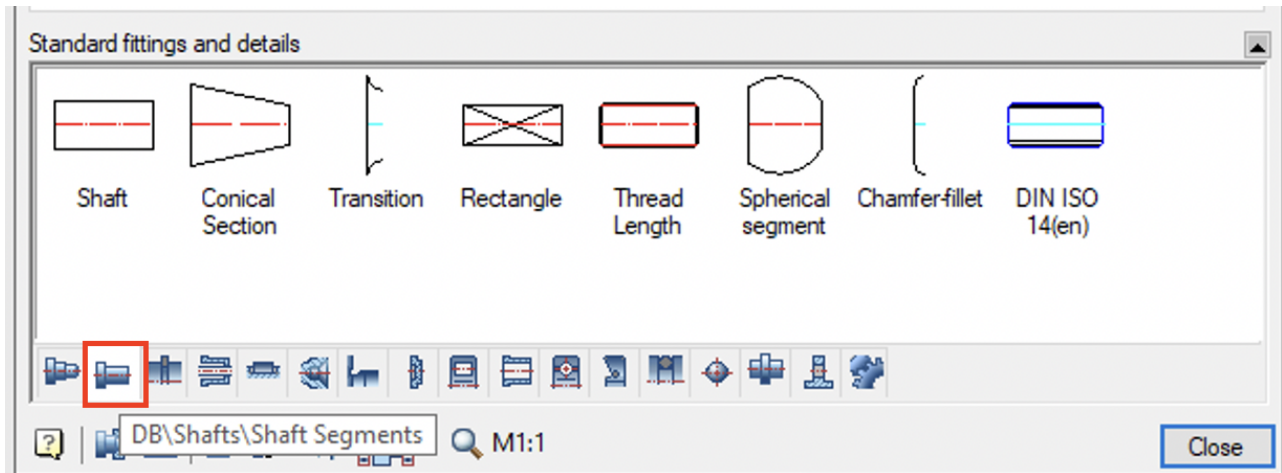 Standard fittings and details
Shaft
Conical
Section
Transition
Rectangle
Thread
Length
Spherical
segment
Chamfer-fillet
DIN ISO
14(en)
DB\Shafts\Shaft Segments
M1:1
Close